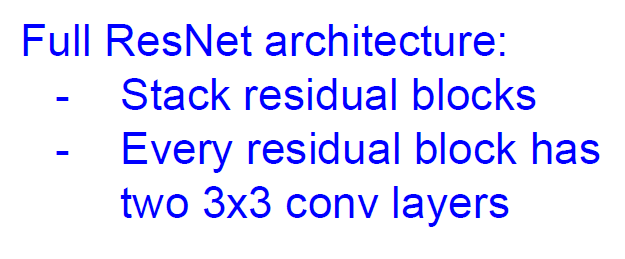 Full ResNet architecture:
- Stack residual blocks
- Every residual block has
two 3x3 conv layers